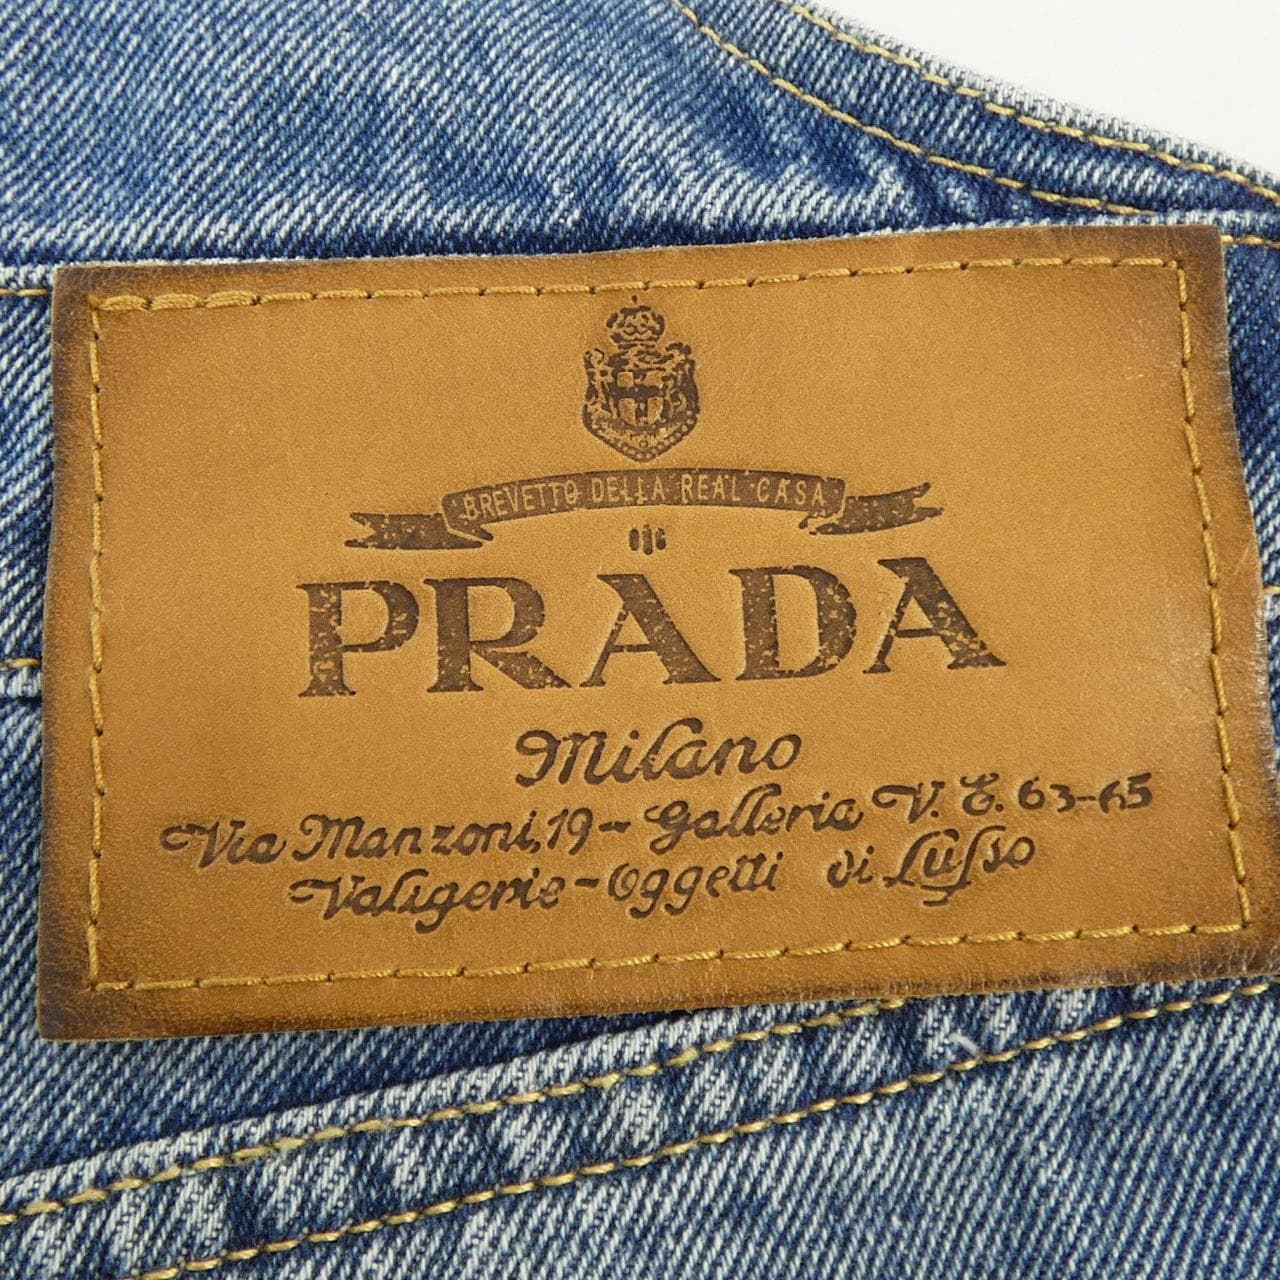 BREVETTO DELLA REAL CASA
PRADA
Milano
Via Manzoni, 19 - Galleria V. E. 63-65
Valigerie - Oggetti di Lusso